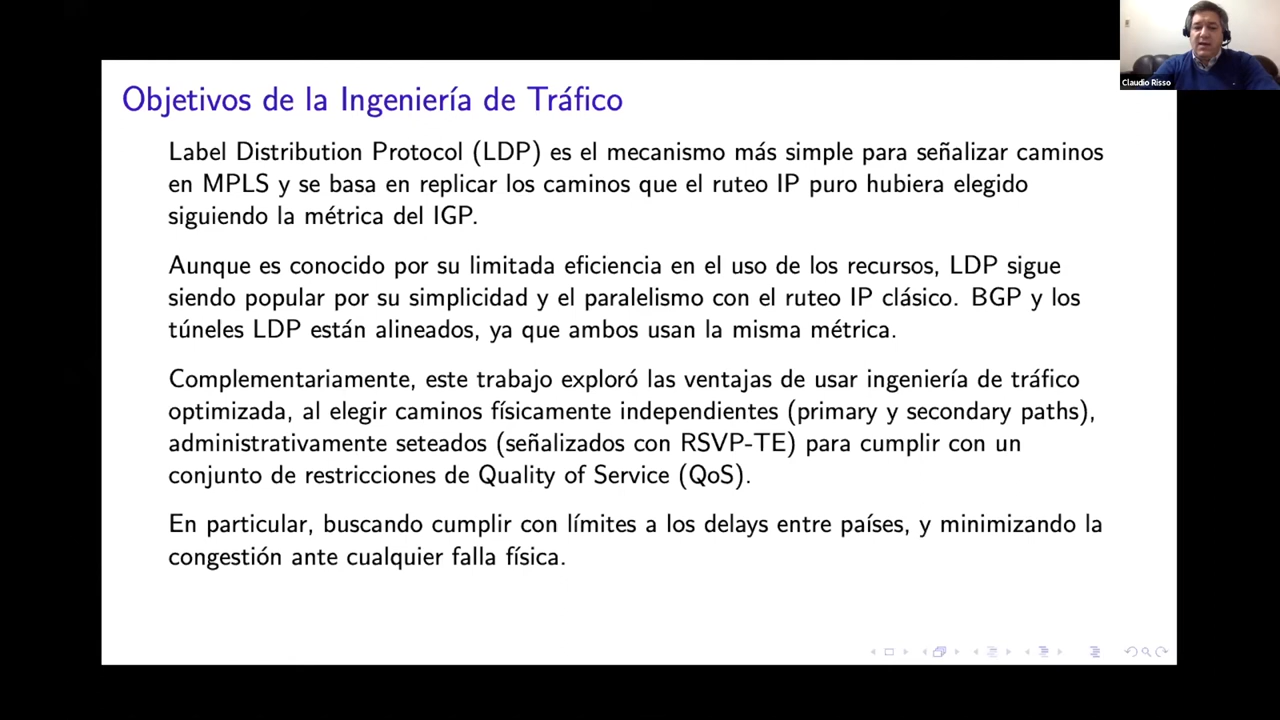 Claudio Risso
Objetivos de la Ingeniería de Tráfico
Label Distribution Protocol (LDP) es el mecanismo más simple para señalizar caminos
en MPLS y se basa en replicar los caminos que el ruteo IP puro hubiera elegido
siguiendo la métrica del IGP.
Aunque es conocido por su limitada eficiencia en el uso de los recursos, LDP sigue
siendo popular por su simplicidad y el paralelismo con el ruteo IP clásico. BGP y los
túneles LDP están alineados, ya que ambos usan la misma métrica.
Complementariamente, este trabajo exploró las ventajas de usar ingeniería de tráfico
optimizada, al elegir caminos físicamente independientes (primary y secondary paths),
administrativamente seteados (señalizados con RSVP-TE) para cumplir con un
conjunto de restricciones de Quality of Service (QoS).
En particular, buscando cumplir con límites a los delays entre países, y minimizando la
congestión ante cualquier falla física.